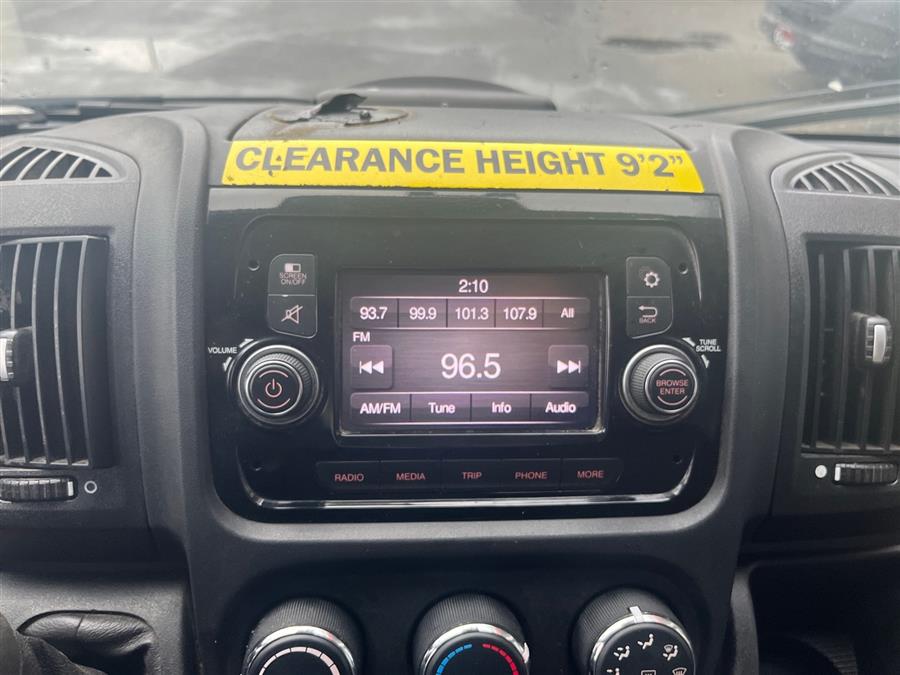 CLEARANCE HEIGHT 9'2"
SCREEN ON/OFF
2:10
93.7 99.9 101.3 107.9 All
FM
96.5
AM/FM Tune Info Audio
VOLUME
BACK
TUNE
SCROLL
BROWSE
ENTER
RADIO MEDIA TRIP PHONE MORE